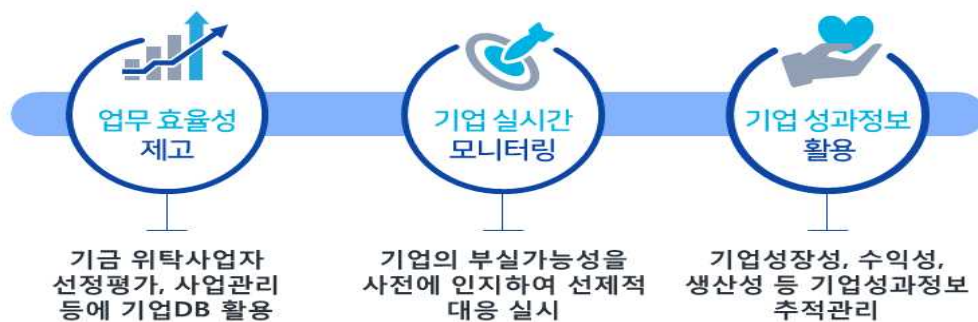 업무 효율성
제고
기업 실시간
모니터링
기업 성과정보
활용
기금 위탁사업자
선정평가, 사업관리
등에 기업DB 활용
기업의 부실가능성을
사전에 인지하여 선제적
대응 실시
기업성장성, 수익성,
생산성 등 기업성과정보
추적관리